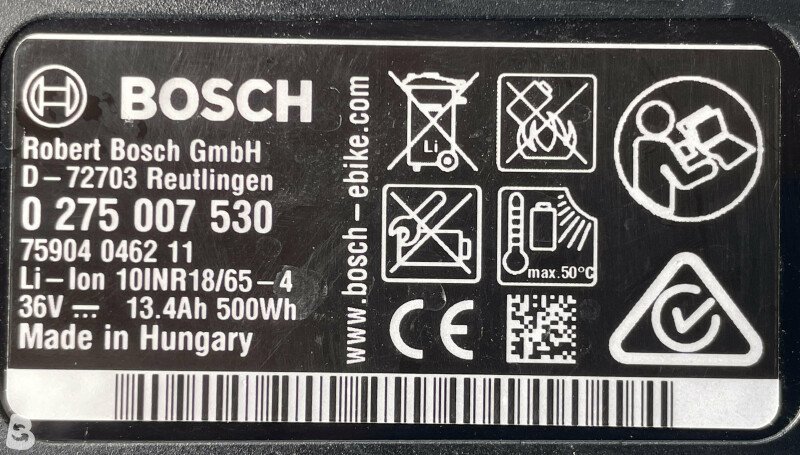 BOSCH
Robert Bosch GmbH
D-72703 Reutlingen
0 275 007 530
75904 0462 11
Li-Ion 10INR18/65-4
36V 13.4Ah 500Wh
Made in Hungary
www.bosch-ebike.com
Li
max.50°C
CE
B